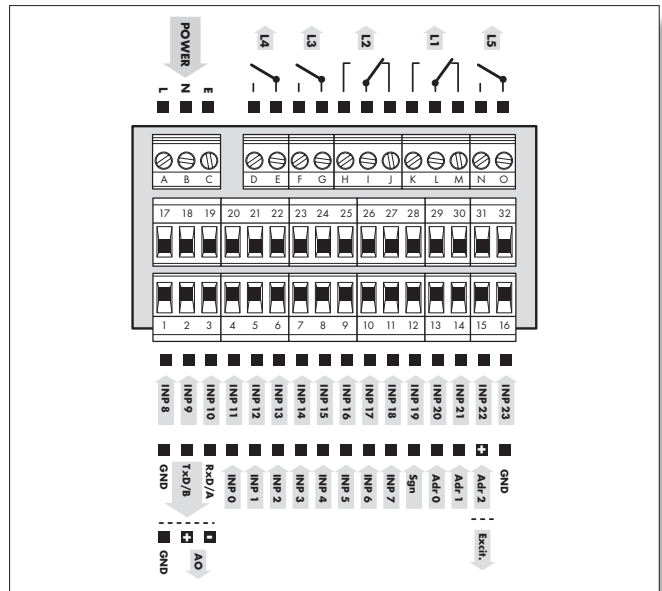 POWER L4 L3 L2 L1 L5
L N E
A B C D E F G H I J K L M N O
17 18 19 20 21 22 23 24 25 26 27 28 29 30 31 32
1 2 3 4 5 6 7 8 9 10 11 12 13 14 15 16
INP 8 INP 9 INP 10 INP 11 INP 12 INP 13 INP 14 INP 15 INP 16 INP 17 INP 18 INP 19 INP 20 INP 21 INP 22 INP 23
+
GND TxD/B RxD/A INP 0 INP 1 INP 2 INP 3 INP 4 INP 5 INP 6 INP 7 Sgn Adr 0 Adr 1 Adr 2 GND
+ -
GND AO Excit.